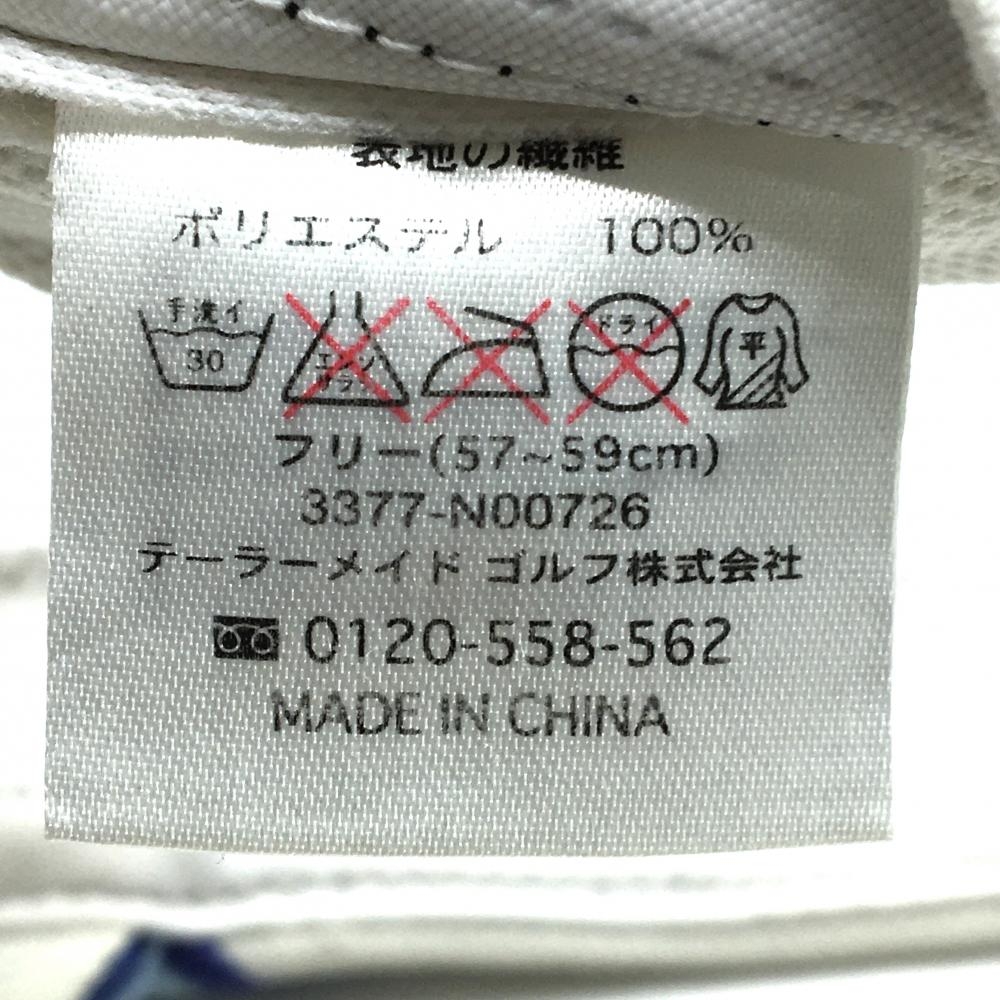 表地の繊維
ポリエステル 100%
手洗イ 30 エンソサラシ ドライ 平
フリー(57~59cm)
3377-N00726
テーラーメイド ゴルフ株式会社
0120-558-562
MADE IN CHINA